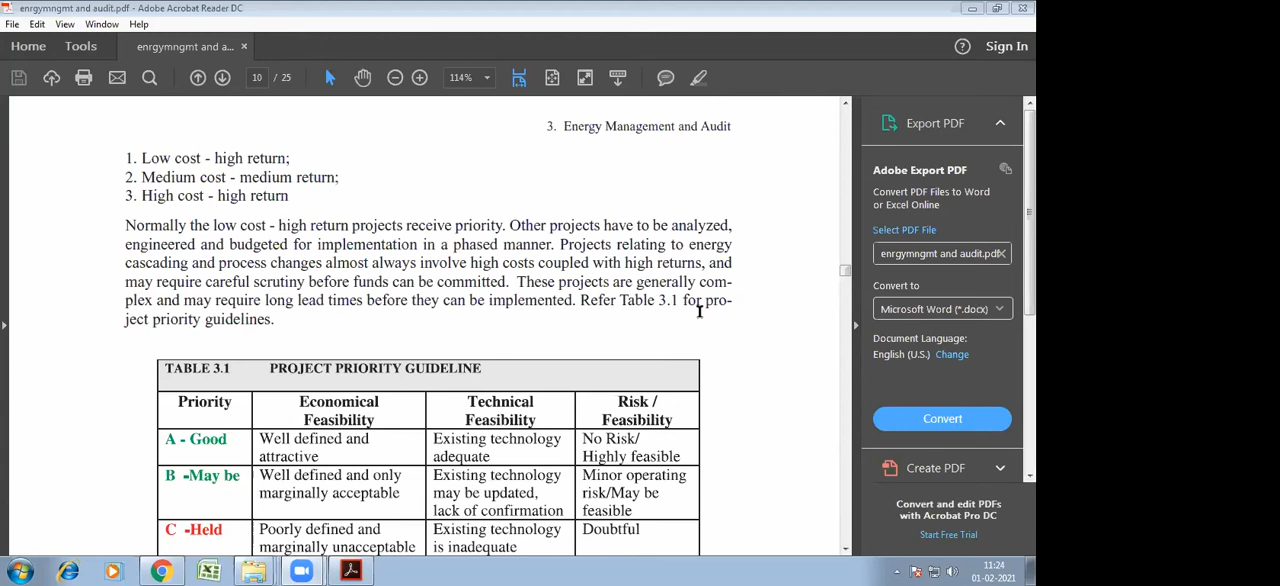 enrgymngmt and audit.pdf - Adobe Acrobat Reader DC
File Edit View Window Help
Home Tools enrgymngmt and a... × Sign In
10 / 25 114%
3. Energy Management and Audit
1. Low cost - high return;
2. Medium cost - medium return;
3. High cost - high return
Normally the low cost - high return projects receive priority. Other projects have to be analyzed,
engineered and budgeted for implementation in a phased manner. Projects relating to energy
cascading and process changes almost always involve high costs coupled with high returns, and
may require careful scrutiny before funds can be committed. These projects are generally com-
plex and may require long lead times before they can be implemented. Refer Table 3.1 for pro-
ject priority guidelines.
TABLE 3.1 PROJECT PRIORITY GUIDELINE
Priority Economical Technical Risk /
Feasibility Feasibility Feasibility
A - Good Well defined and Existing technology No Risk/
attractive adequate Highly feasible
B -May be Well defined and only Existing technology Minor operating
marginally acceptable may be updated, risk/May be
lack of confirmation feasible
C -Held Poorly defined and Existing technology Doubtful
marginally unacceptable is inadequate
Export PDF
Adobe Export PDF
Convert PDF Files to Word
or Excel Online
Select PDF File
enrgymngmt and audit.pdf
Convert to
Microsoft Word (*.docx)
Document Language:
English (U.S.) Change
Convert
Create PDF
Convert and edit PDFs
with Acrobat Pro DC
Start Free Trial
11:24
01-02-2021